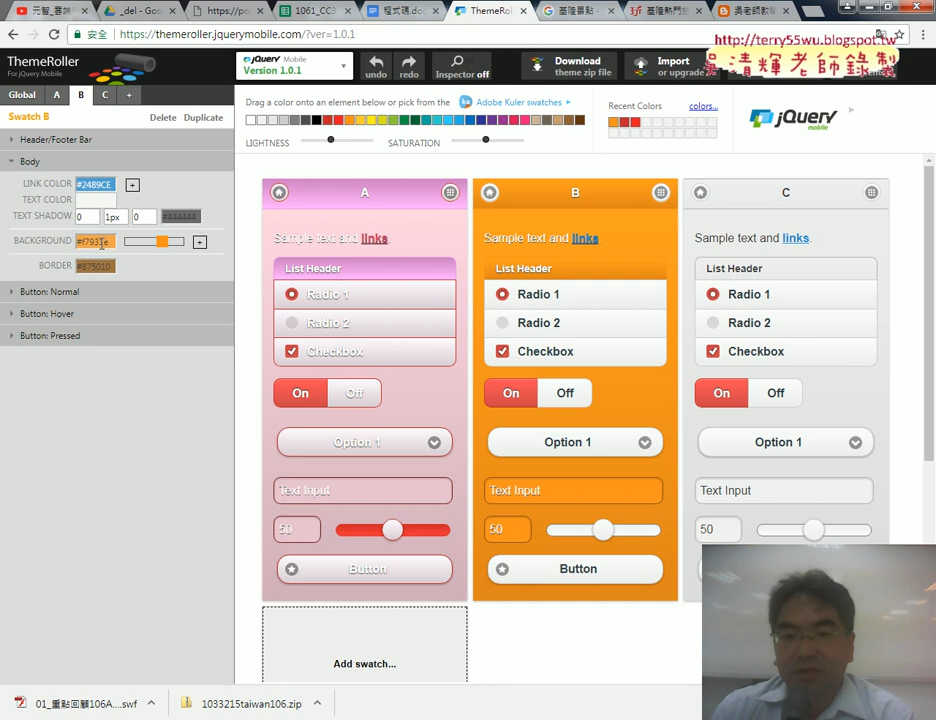 元智_雲端
_del - Goo
https://po
1061_CC3
程式碼.doc
ThemeRoll
基隆景點 - G
基隆熱門旅
吳老師教
安全 https://themeroller.jquerymobile.com/?ver=1.0.1
http://terry55wu.blogspot.tw
吳清輝老師錄製
ThemeRoller
For jQuery Mobile
jQuery mobile
Version 1.0.1
undo
redo
Inspector off
Download
theme zip file
Import
or upgrade
Global
A
B
C
+
Drag a color onto an element below or pick from the
Adobe Kuler swatches
Recent Colors
colors...
jQuery
mobile
Swatch B
Delete
Duplicate
LIGHTNESS
SATURATION
Header/Footer Bar
Body
LINK COLOR
#2489CE
+
TEXT COLOR
TEXT SHADOW
0
1px
0
#444444
BACKGROUND
+
BORDER
#875010
Button: Normal
Button: Hover
Button: Pressed
A
Sample text and links.
List Header
Radio 1
Radio 2
Checkbox
On
Off
Option 1
Text Input
50
Button
B
Sample text and links.
List Header
Radio 1
Radio 2
Checkbox
On
Off
Option 1
Text Input
50
Button
C
Sample text and links.
List Header
Radio 1
Radio 2
Checkbox
On
Off
Option 1
Text Input
50
Add swatch...
01_重點回顧106A....swf
1033215taiwan106.zip